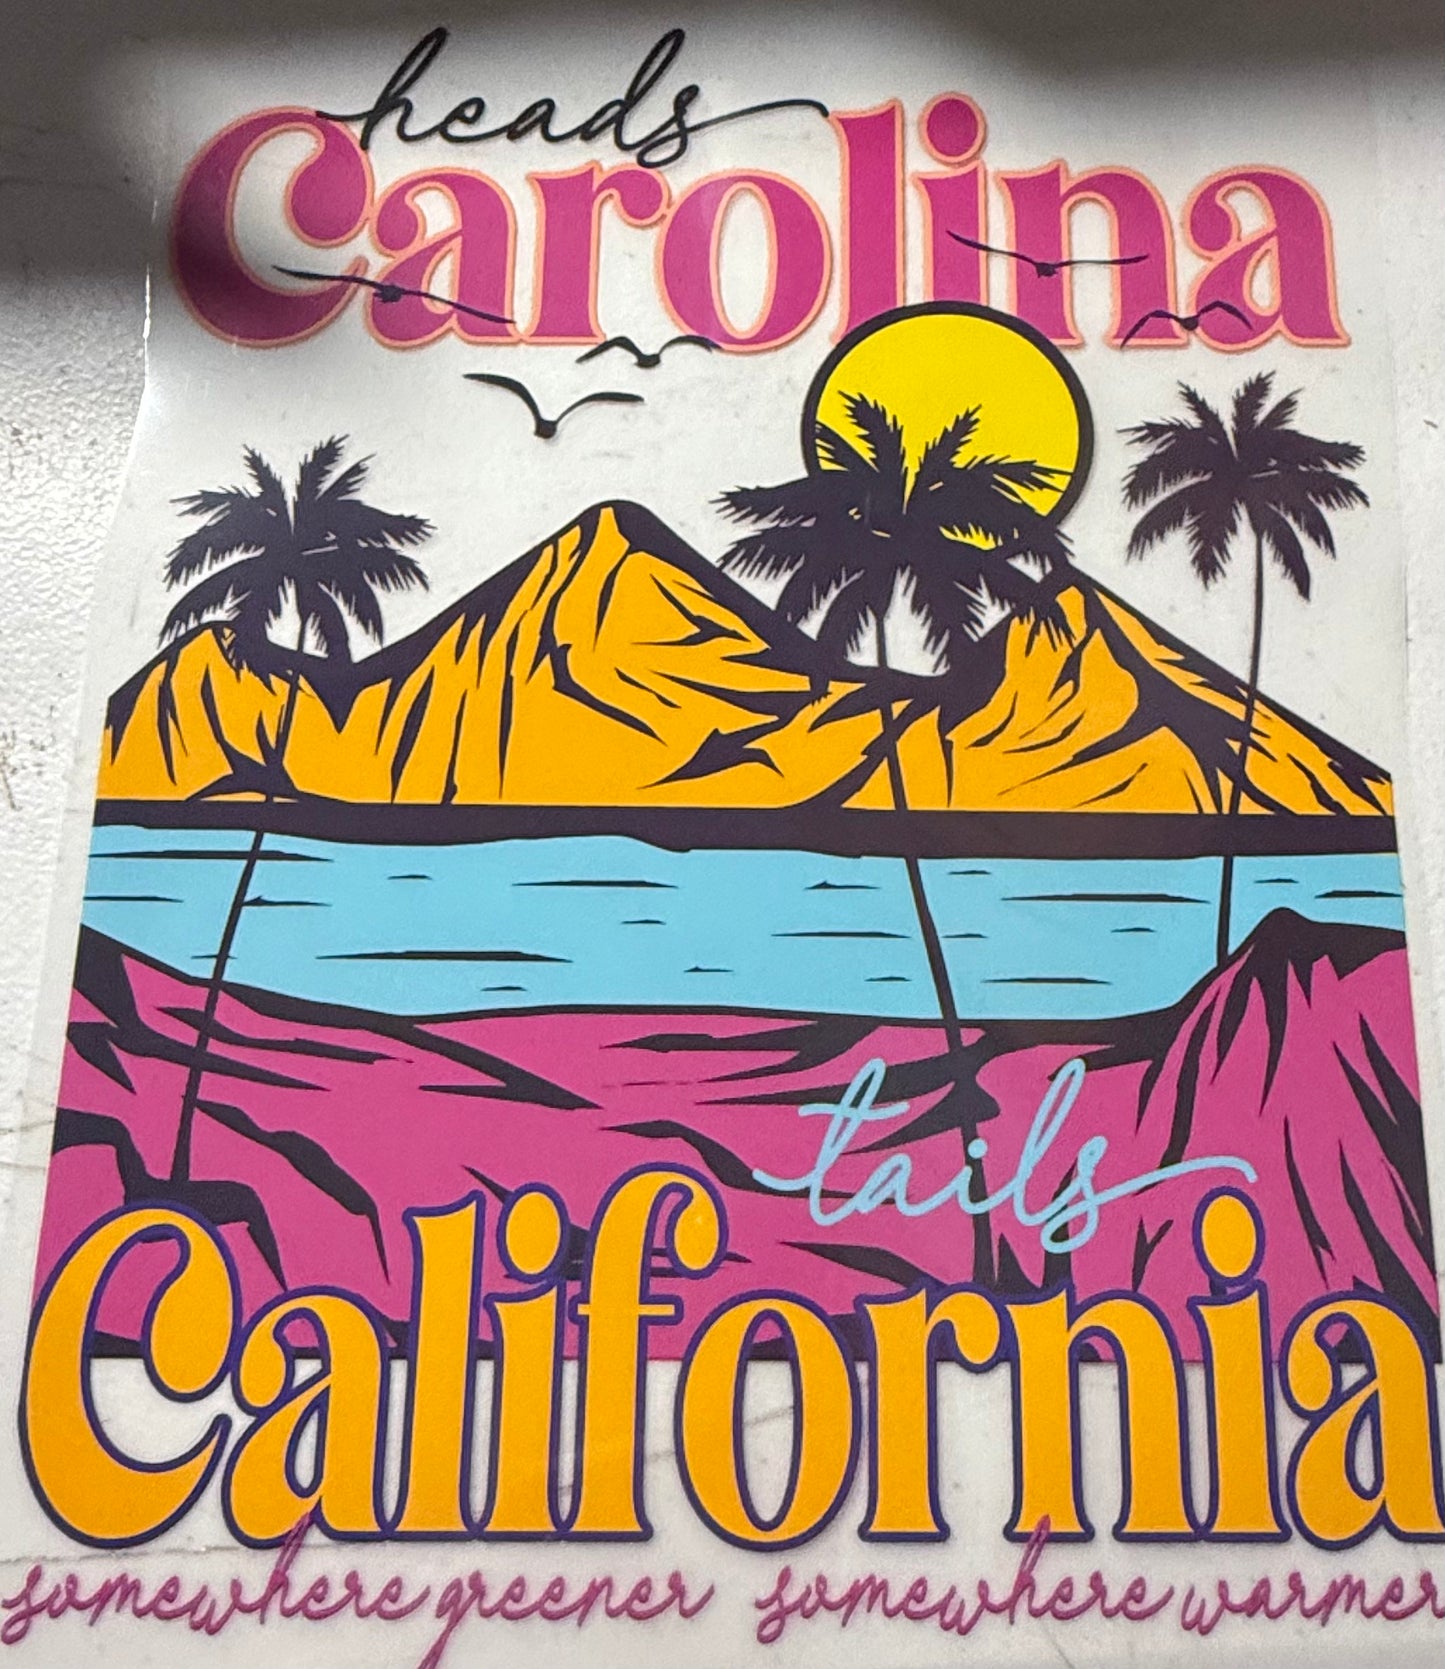 heads
Carolina
tails
California
somewhere greener somewhere warmer